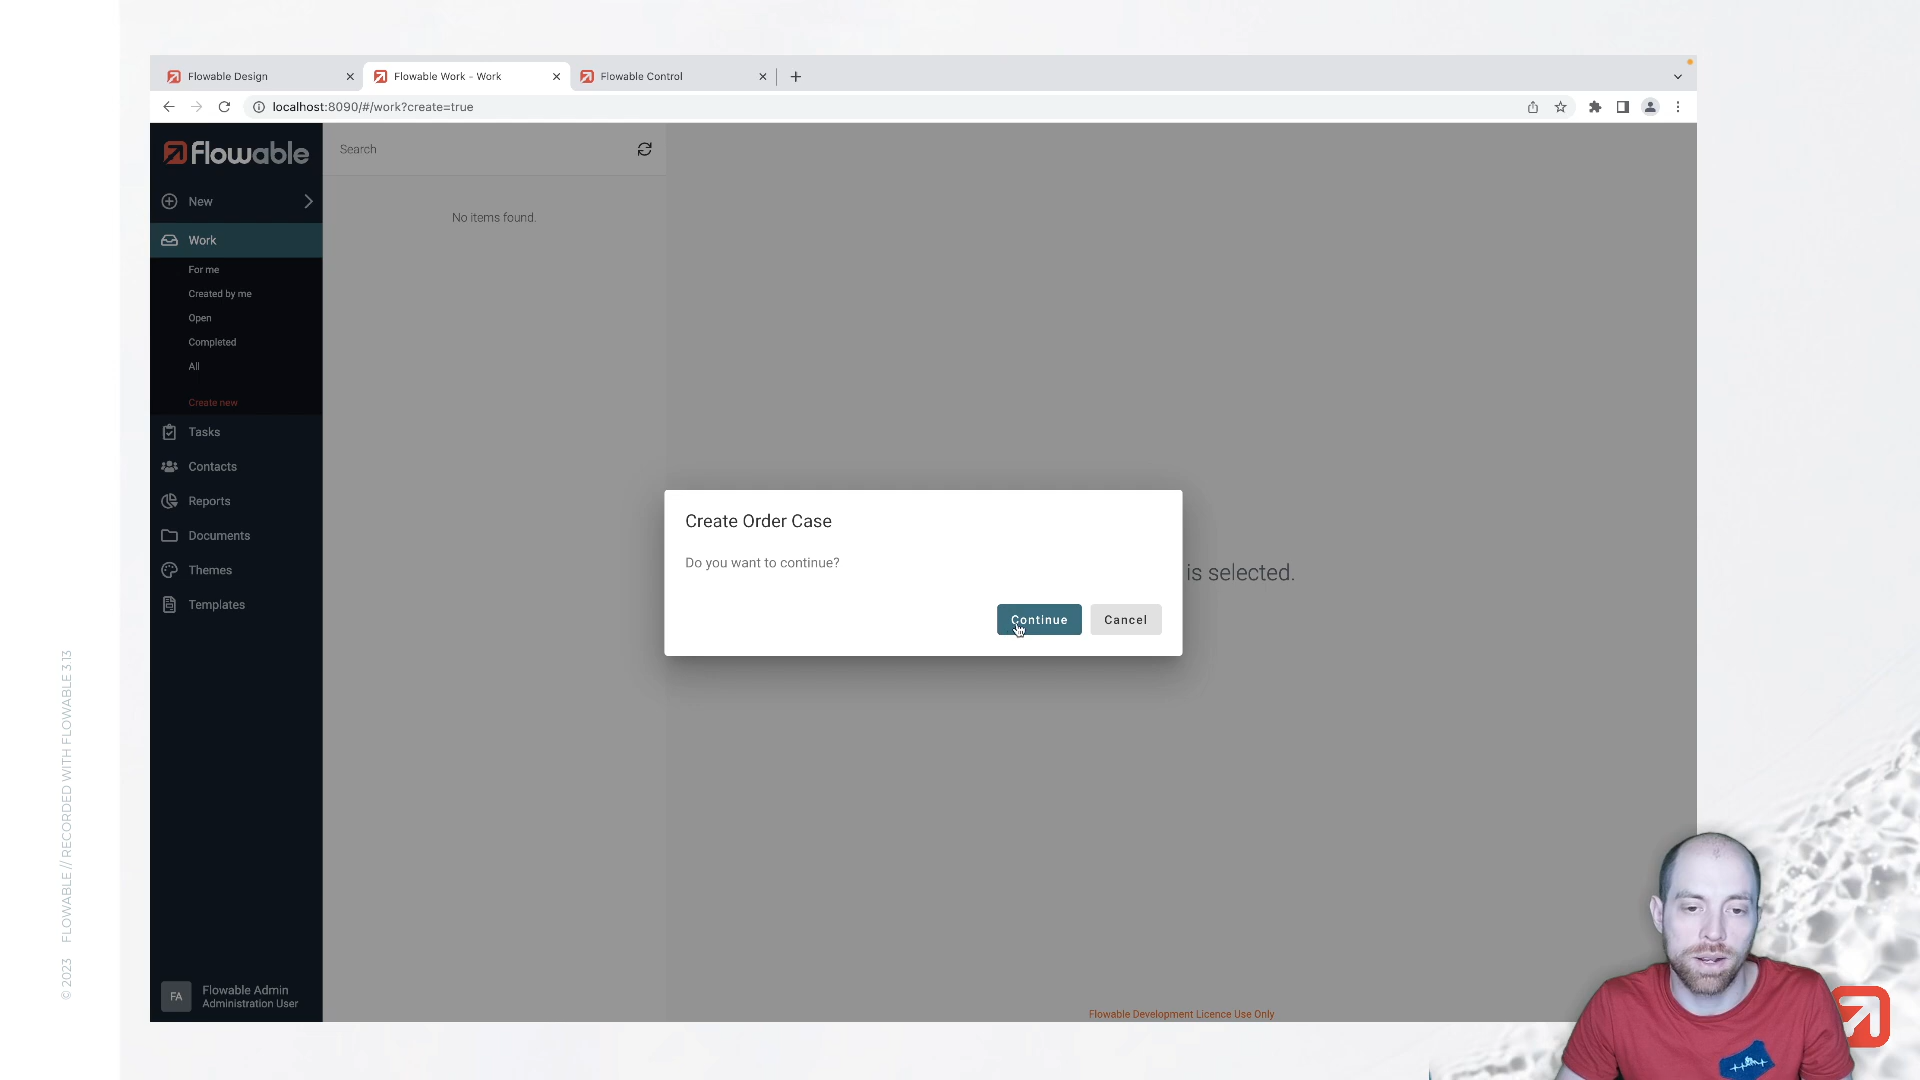 Flowable Design
Flowable Work - Work
Flowable Control
localhost:8090/#/work?create=true
Flowable
New
Work
For me
Created by me
Open
Completed
All
Create new
Tasks
Contacts
Reports
Documents
Themes
Templates
FA
Flowable Admin
Administration User
Search
No items found.
is selected.
Create Order Case
Do you want to continue?
Continue
Cancel
Flowable Development Licence Use Only
© 2023 FLOWABLE // RECORDED WITH FLOWABLE 3.13